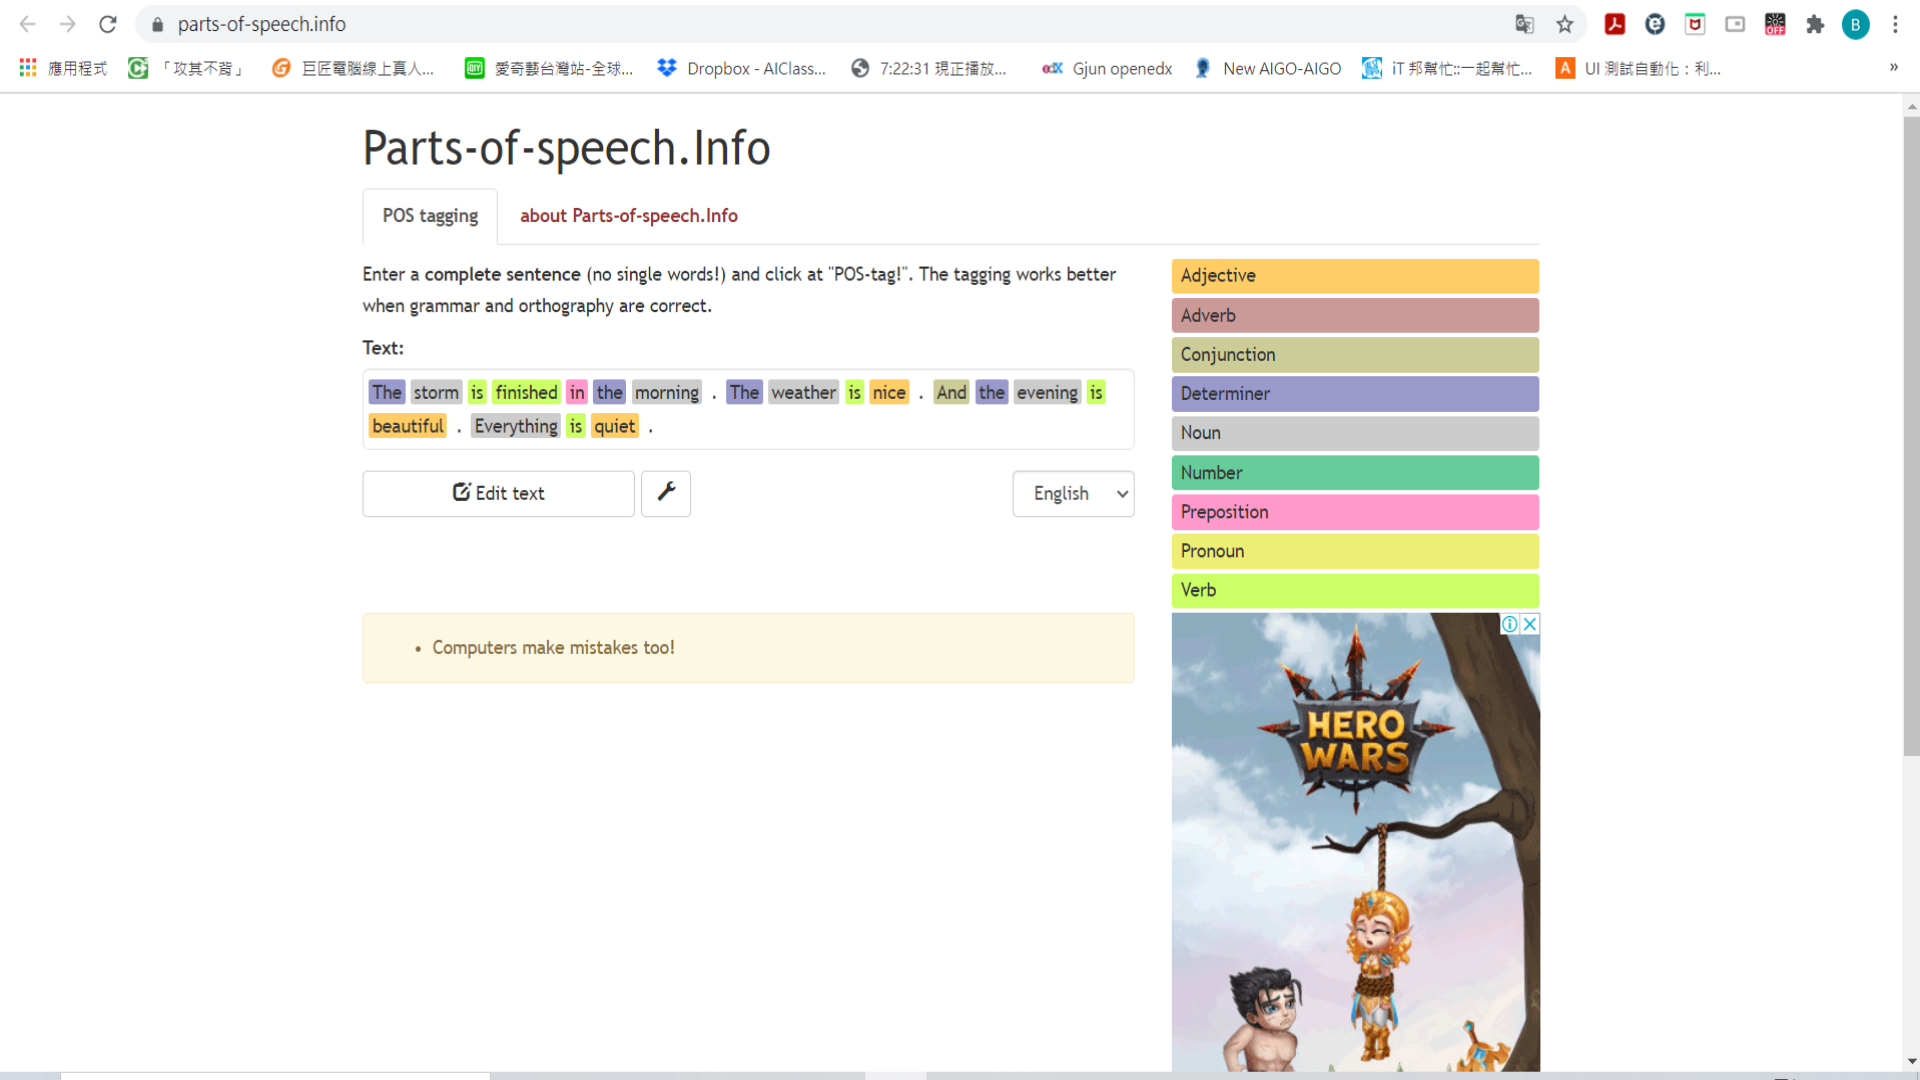 parts-of-speech.info
OFF
B
應用程式
「攻其不背」
巨匠電腦線上真人...
愛奇藝台灣站-全球...
Dropbox - AIClass...
7:22:31 現正播放...
edX Gjun openedx
New AIGO-AIGO
iT 邦幫忙::一起幫忙...
A UI 測試自動化：利...
»
Parts-of-speech.Info
POS tagging
about Parts-of-speech.Info
Enter a complete sentence (no single words!) and click at "POS-tag!". The tagging works better
when grammar and orthography are correct.
Text:
The storm is finished in the morning . The weather is nice . And the evening is
beautiful . Everything is quiet .
Edit text
English
• Computers make mistakes too!
Adjective
Adverb
Conjunction
Determiner
Noun
Number
Preposition
Pronoun
Verb
HERO
WARS